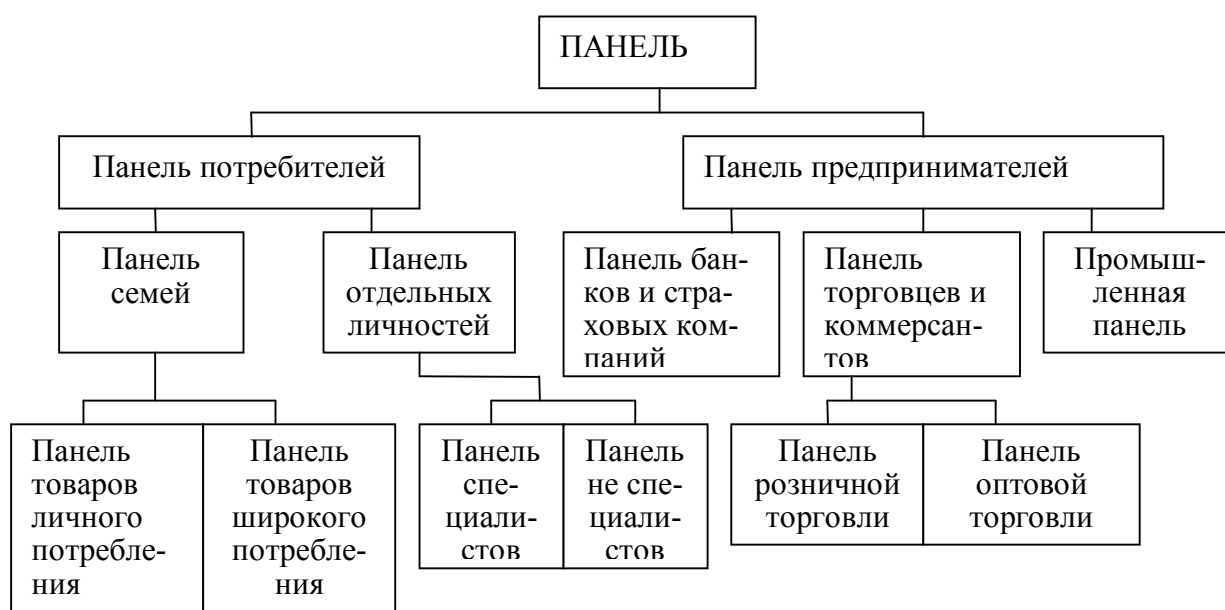 ПАНЕЛЬ
Панель потребителей
Панель предпринимателей
Панель
семей
Панель
отдельных
личностей
Панель бан-
ков и стра-
ховых ком-
паний
Панель
торговцев и
коммерсан-
тов
Промыш-
ленная
панель
Панель
товаров
личного
потребле-
ния
Панель
товаров
широкого
потребле-
ния
Панель
спе-
циали-
стов
Панель
не спе-
циали-
стов
Панель
розничной
торговли
Панель
оптовой
торговли